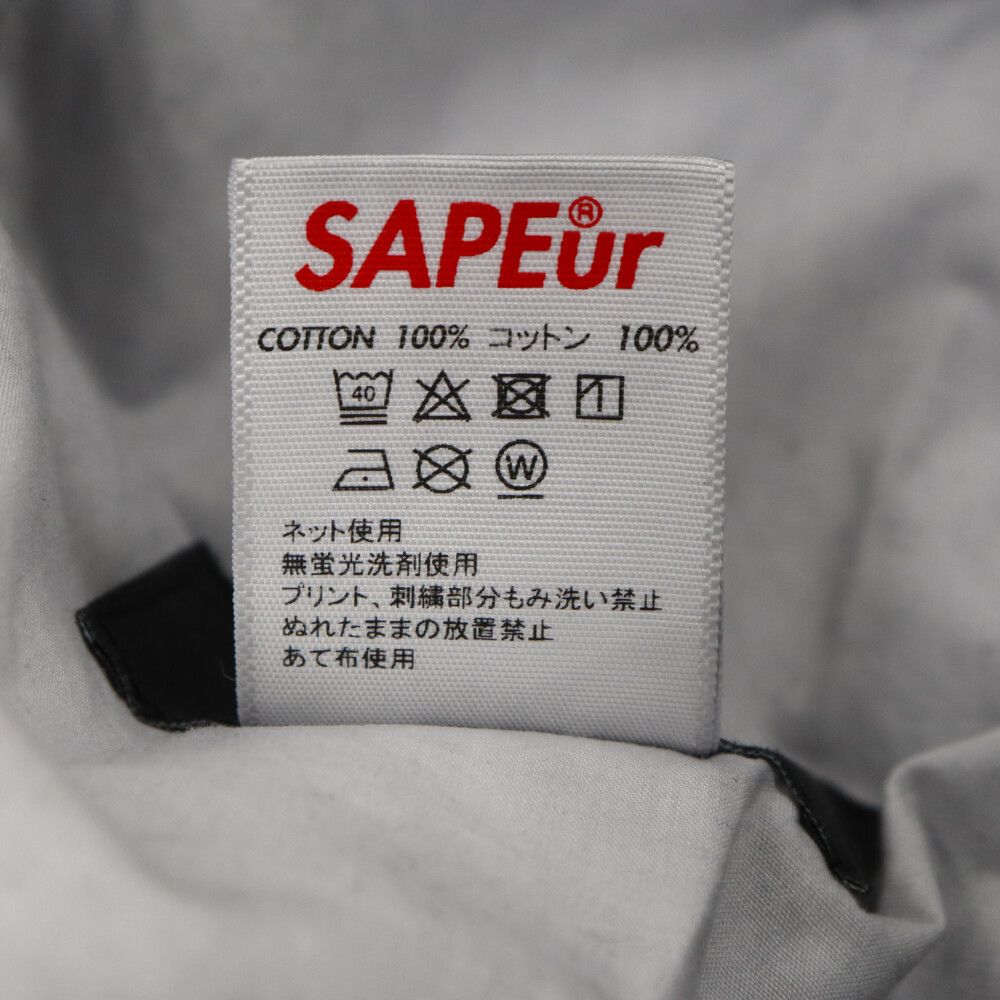 SAPEur®
COTTON 100% コットン 100%
40
W
ネット使用
無蛍光洗剤使用
プリント、刺繍部分もみ洗い禁止
ぬれたままの放置禁止
あて布使用